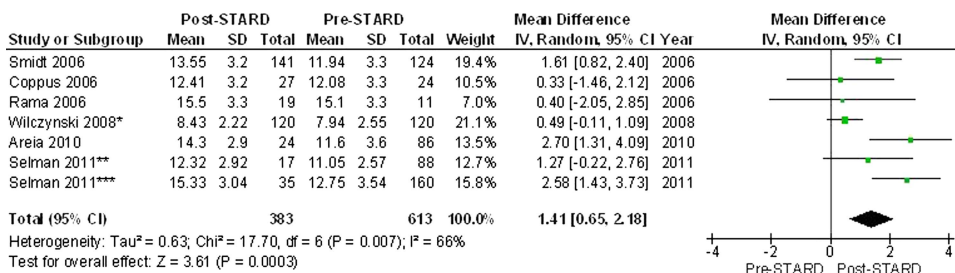 Post-STARD Pre-STARD Mean Difference Mean Difference
Study or Subgroup Mean SD Total Mean SD Total Weight IV, Random, 95% CI Year IV, Random, 95% CI
Smidt 2006 13.55 3.2 141 11.94 3.3 124 19.4% 1.61 [0.82, 2.40] 2006
Coppus 2006 12.41 3.2 27 12.08 3.3 24 10.5% 0.33 [-1.46, 2.12] 2006
Rama 2006 15.5 3.3 19 15.1 3.3 11 7.0% 0.40 [-2.05, 2.85] 2006
Wilczynski 2008* 8.43 2.22 120 7.94 2.55 120 21.1% 0.49 [-0.11, 1.09] 2008
Areia 2010 14.3 2.9 24 11.6 3.6 86 13.5% 2.70 [1.31, 4.09] 2010
Selman 2011** 12.32 2.92 17 11.05 2.57 88 12.7% 1.27 [-0.22, 2.76] 2011
Selman 2011*** 15.33 3.04 35 12.75 3.54 160 15.8% 2.58 [1.43, 3.73] 2011
Total (95% CI) 383 613 100.0% 1.41 [0.65, 2.18]
Heterogeneity: Tau² = 0.63; Chi² = 17.70, df = 6 (P = 0.007); I² = 66%
Test for overall effect: Z = 3.61 (P = 0.0003)
-4 -2 0 2 4
Pre-STARD Post-STARD